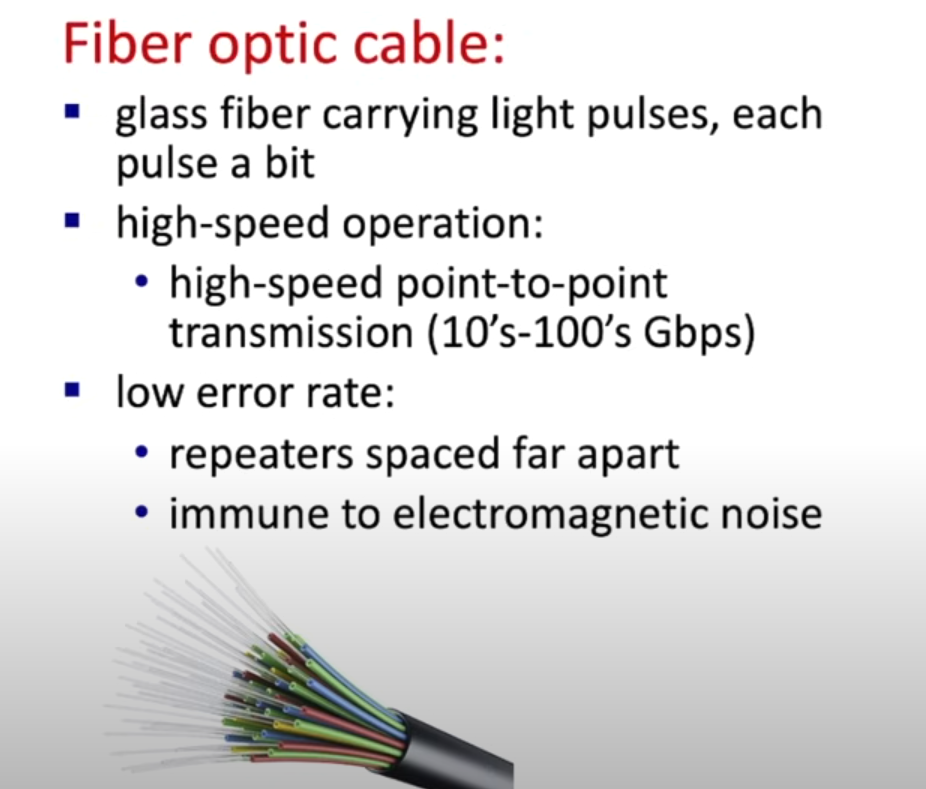 Fiber optic cable:
▪ glass fiber carrying light pulses, each
pulse a bit
▪ high-speed operation:
• high-speed point-to-point
transmission (10’s-100’s Gbps)
▪ low error rate:
• repeaters spaced far apart
• immune to electromagnetic noise